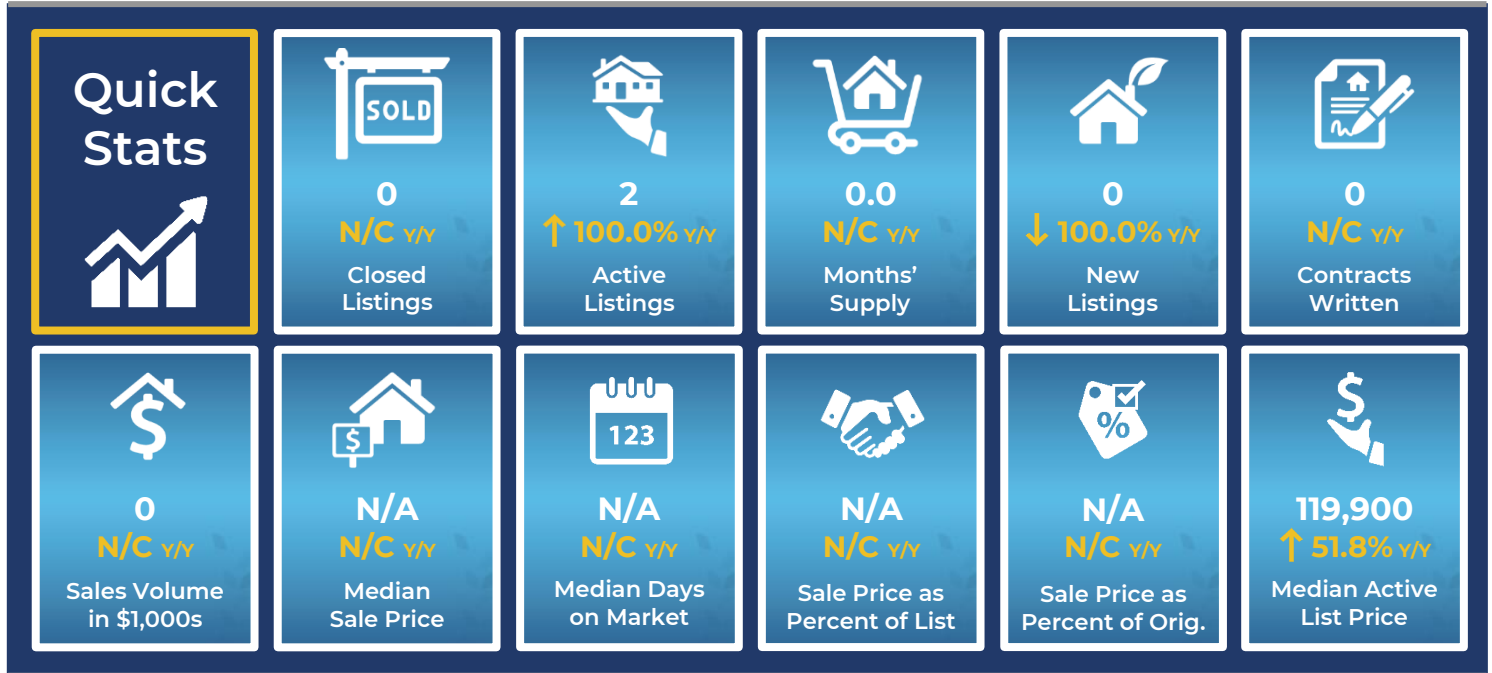 Quick
Stats
SOLD
0
N/C Y/Y
Closed
Listings
2
↑ 100.0% Y/Y
Active
Listings
0.0
N/C Y/Y
Months’
Supply
0
↓ 100.0% Y/Y
New
Listings
0
N/C Y/Y
Contracts
Written
$
0
N/C Y/Y
Sales Volume
in $1,000s
$
N/A
N/C Y/Y
Median
Sale Price
123
N/A
N/C Y/Y
Median Days
on Market
N/A
N/C Y/Y
Sale Price as
Percent of List
%
N/A
N/C Y/Y
Sale Price as
Percent of Orig.
$
119,900
↑ 51.8% Y/Y
Median Active
List Price